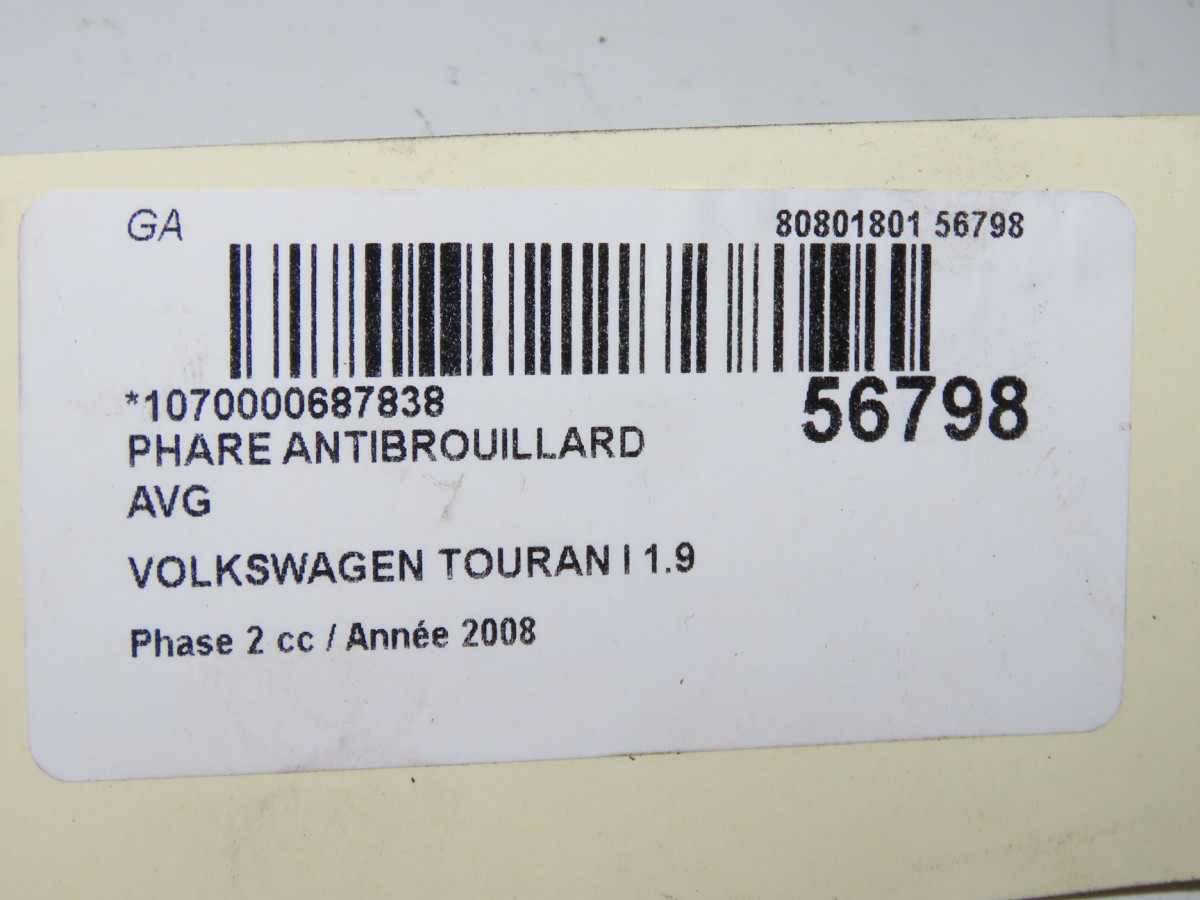 GA
80801801 56798
*1070000687838
56798
PHARE ANTIBROUILLARD
AVG
VOLKSWAGEN TOURAN I 1.9
Phase 2 cc / Année 2008